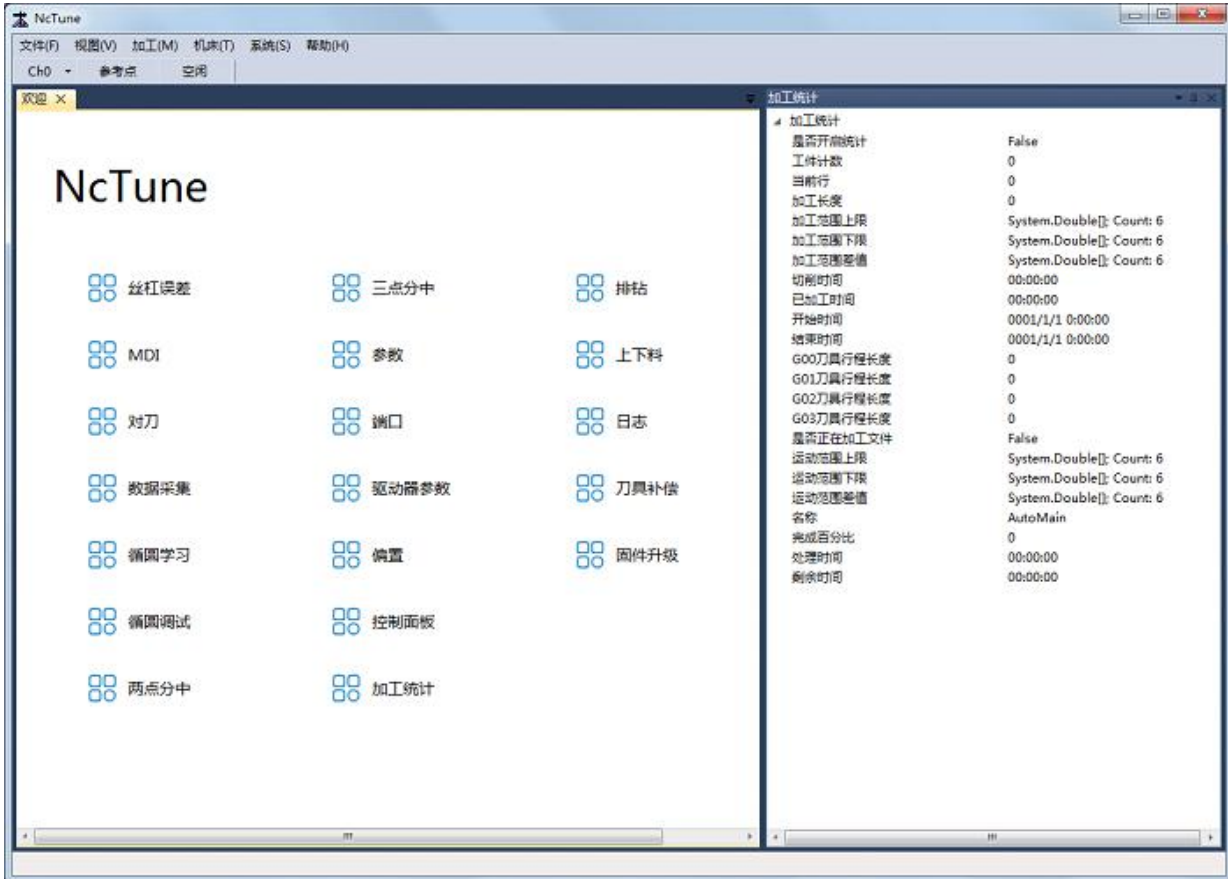 NcTune
文件(F) 视图(V) 加工(M) 机床(T) 系统(S) 帮助(H)
Ch0 参考点 空闲
欢迎
NcTune
丝杠误差 三点分中 排钻
MDI 参数 上下料
对刀 端口 日志
数据采集 驱动器参数 刀具补偿
循圆学习 偏置 固件升级
循圆调试 控制面板
两点分中 加工统计
加工统计
加工统计
是否开启统计 False
工件计数 0
当前行 0
加工长度 0
加工范围上限 System.Double[]; Count: 6
加工范围下限 System.Double[]; Count: 6
加工范围差值 System.Double[]; Count: 6
切削时间 00:00:00
已加工时间 00:00:00
开始时间 0001/1/1 0:00:00
结束时间 0001/1/1 0:00:00
G00刀具行程长度 0
G01刀具行程长度 0
G02刀具行程长度 0
G03刀具行程长度 0
是否正在加工文件 False
运动范围上限 System.Double[]; Count: 6
运动范围下限 System.Double[]; Count: 6
运动范围差值 System.Double[]; Count: 6
名称 AutoMain
完成百分比 0
处理时间 00:00:00
剩余时间 00:00:00